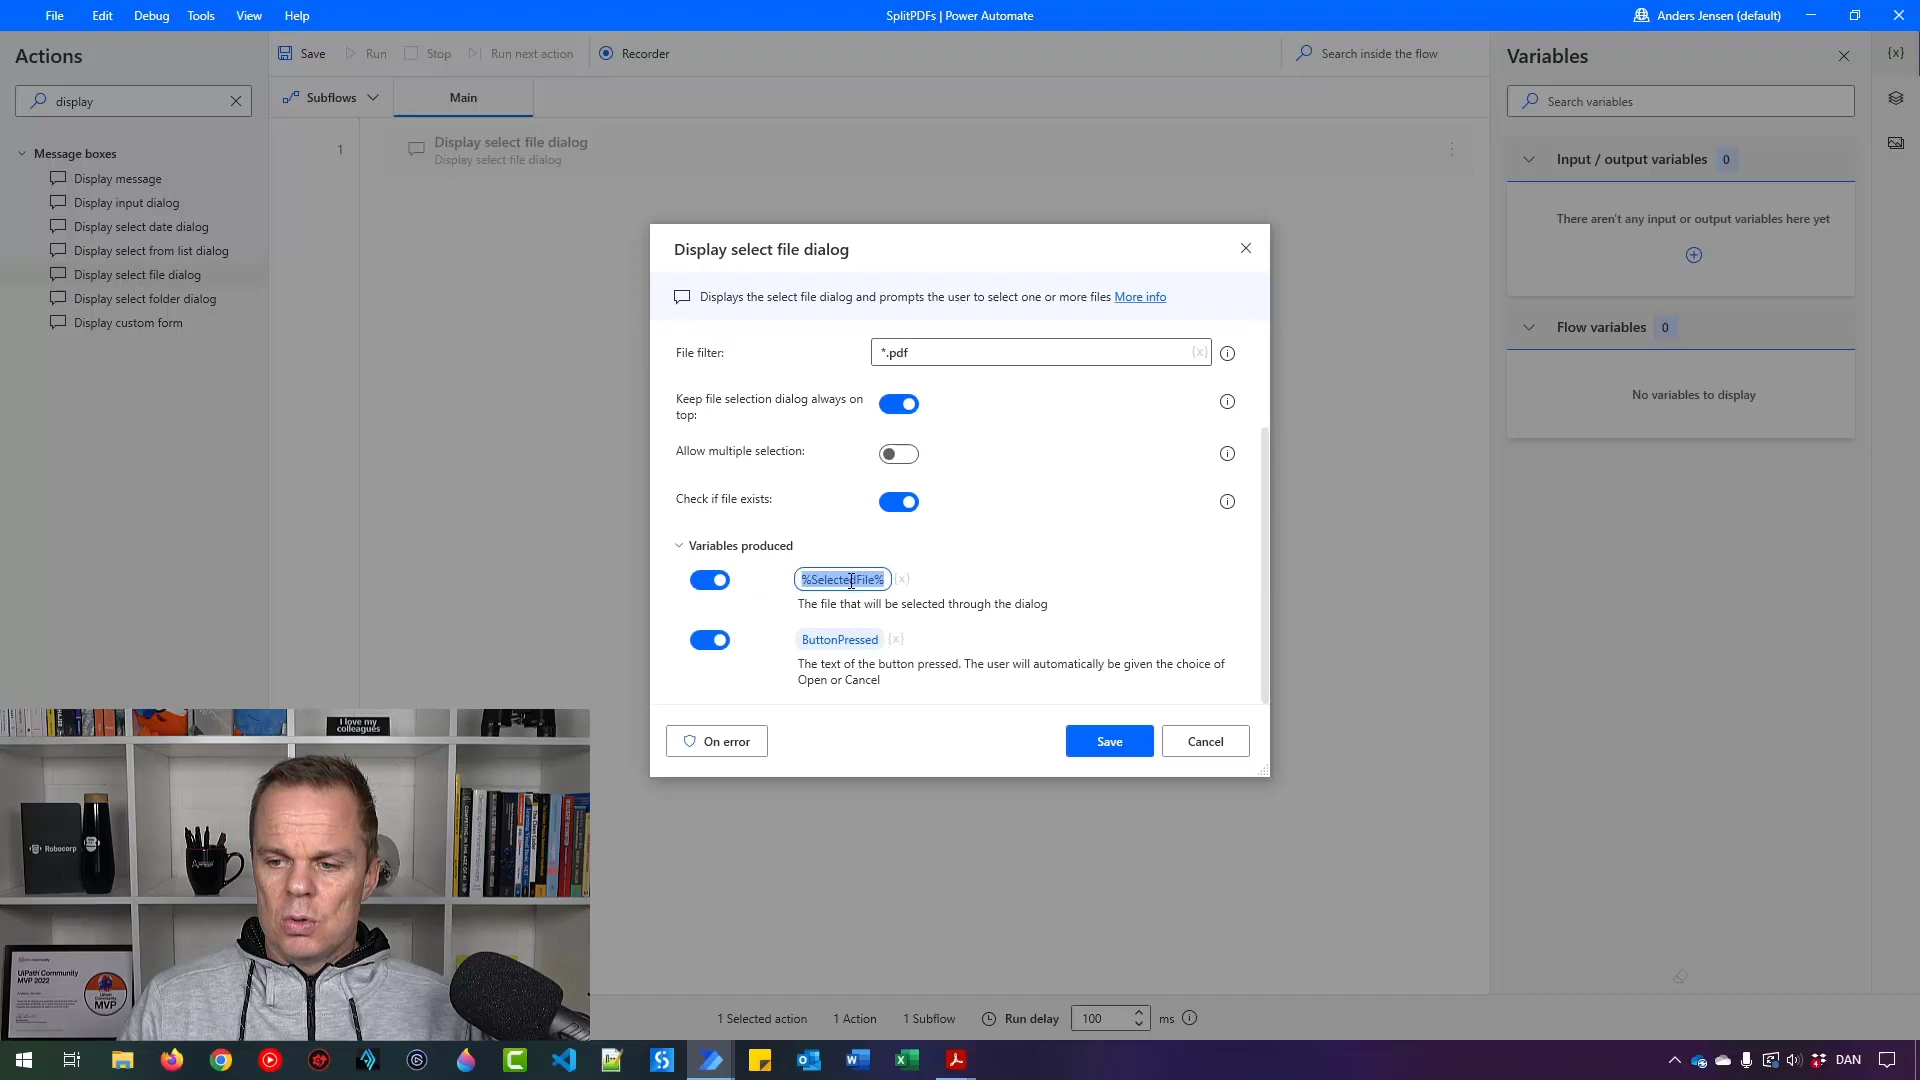 File
Edit
Debug
Tools
View
Help
SplitPDFs | Power Automate
Anders Jensen (default)
Actions
display
Message boxes
Display message
Display input dialog
Display select date dialog
Display select from list dialog
Display select file dialog
Display select folder dialog
Display custom form
Save
Run
Stop
Run next action
Recorder
Search inside the flow
Subflows
Main
1
Display select file dialog
Display select file dialog
Variables
{x}
Search variables
Input / output variables 0
There aren't any input or output variables here yet
Flow variables 0
No variables to display
Display select file dialog
Displays the select file dialog and prompts the user to select one or more files More info
File filter:
*.pdf
{x}
Keep file selection dialog always on
top:
Allow multiple selection:
Check if file exists:
Variables produced
%SelectedFile% {x}
The file that will be selected through the dialog
ButtonPressed {x}
The text of the button pressed. The user will automatically be given the choice of
Open or Cancel
On error
Save
Cancel
I love my
colleagues
Robocorp
UiPath Community
MVP 2022
MVP
1 Selected action
1 Action
1 Subflow
Run delay
100
ms
DAN